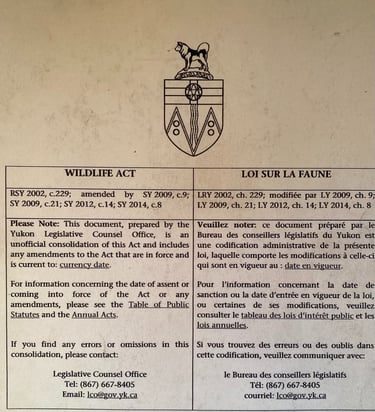 WILDLIFE ACT
RSY 2002, c.229; amended by SY 2009, c.9;
SY 2009, c.21; SY 2012, c.14; SY 2014, c.8
Please Note: This document, prepared by the
Yukon Legislative Counsel Office, is an
unofficial consolidation of this Act and includes
any amendments to the Act that are in force and
is current to: currency date.
For information concerning the date of assent or
coming into force of the Act or any
amendments, please see the Table of Public
Statutes and the Annual Acts.
If you find any errors or omissions in this
consolidation, please contact:
Legislative Counsel Office
Tel: (867) 667-8405
Email: lco@gov.yk.ca
LOI SUR LA FAUNE
LRY 2002, ch. 229; modifiée par LY 2009, ch. 9;
LY 2009, ch. 21; LY 2012, ch. 14; LY 2014, ch. 8
Veuillez noter: ce document préparé par le
Bureau des conseillers législatifs du Yukon est
une codification administrative de la présente
loi, laquelle comporte les modifications à celle-ci
qui sont en vigueur au : date en vigueur.
Pour l'information concernant la date de
sanction ou la date d'entrée en vigueur de la loi,
ou certaines de ses modifications, veuillez
consulter le tableau des lois d'intérêt public et les
lois annuelles.
Si vous trouvez des erreurs ou des oublis dans
cette codification, veuillez communiquer avec:
le Bureau des conseillers législatifs
Tél: (867) 667-8405
courriel: lco@gov.yk.ca